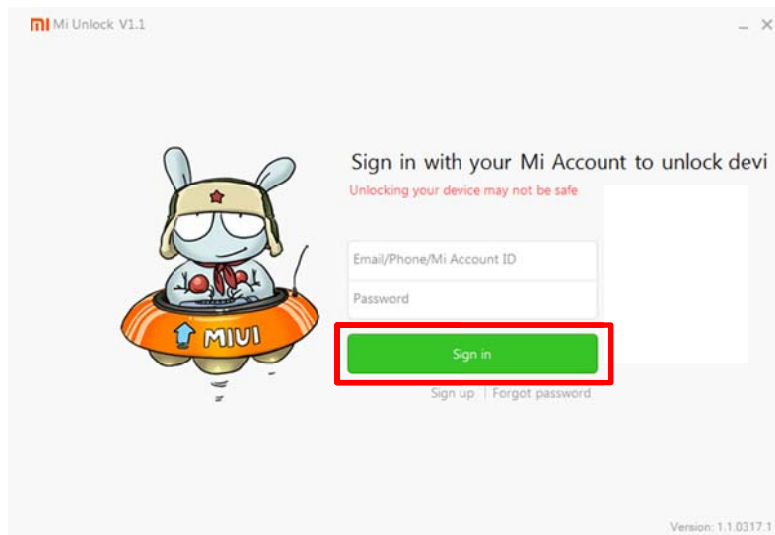 Mi Unlock V1.1
Sign in with your Mi Account to unlock devi
Unlocking your device may not be safe
Email/Phone/Mi Account ID
Password
MIUI
Sign in
Sign up | Forgot password
Version: 1.1.0317.1